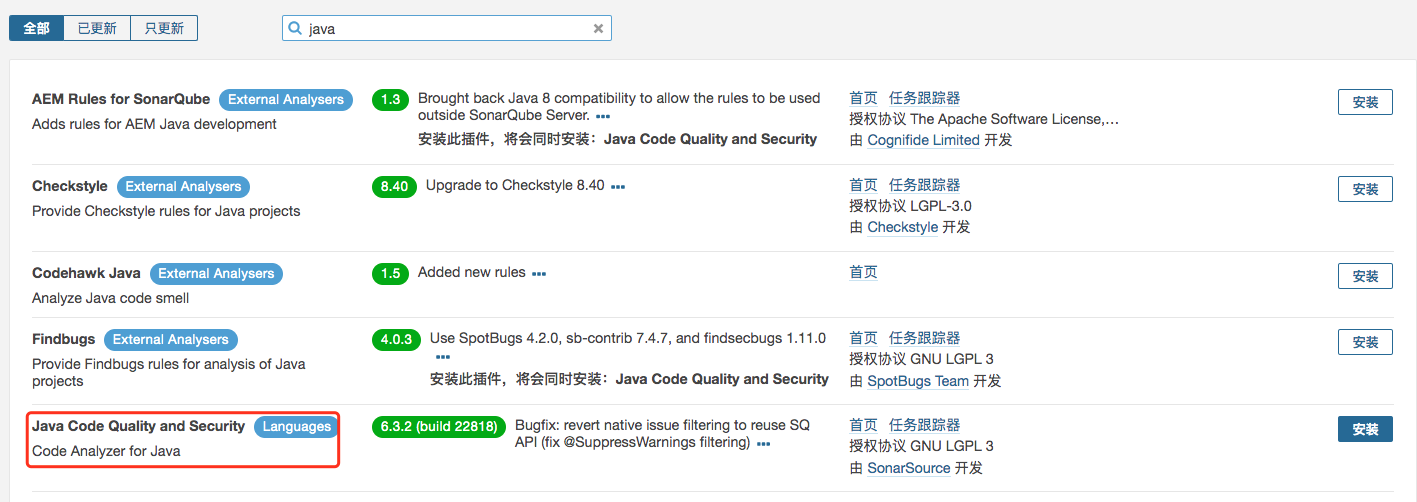 全部 已更新 只更新 java
AEM Rules for SonarQube External Analysers 1.3 Brought back Java 8 compatibility to allow the rules to be used 首页 任务跟踪器 安装
outside SonarQube Server. •••
Adds rules for AEM Java development 授权协议 The Apache Software License,…
安装此插件，将会同时安装：Java Code Quality and Security 由 Cognifide Limited 开发
Checkstyle External Analysers 8.40 Upgrade to Checkstyle 8.40 ••• 首页 任务跟踪器 安装
Provide Checkstyle rules for Java projects 授权协议 LGPL-3.0
由 Checkstyle 开发
Codehawk Java External Analysers 1.5 Added new rules ••• 首页 安装
Analyze Java code smell
Findbugs External Analysers 4.0.3 Use SpotBugs 4.2.0, sb-contrib 7.4.7, and findsecbugs 1.11.0 首页 任务跟踪器 安装
•••
Provide Findbugs rules for analysis of Java 授权协议 GNU LGPL 3
projects 安装此插件，将会同时安装：Java Code Quality and Security 由 SpotBugs Team 开发
Java Code Quality and Security Languages 6.3.2 (build 22818) Bugfix: revert native issue filtering to reuse SQ 首页 任务跟踪器 安装
API (fix @SuppressWarnings filtering) •••
Code Analyzer for Java 授权协议 GNU LGPL 3
由 SonarSource 开发